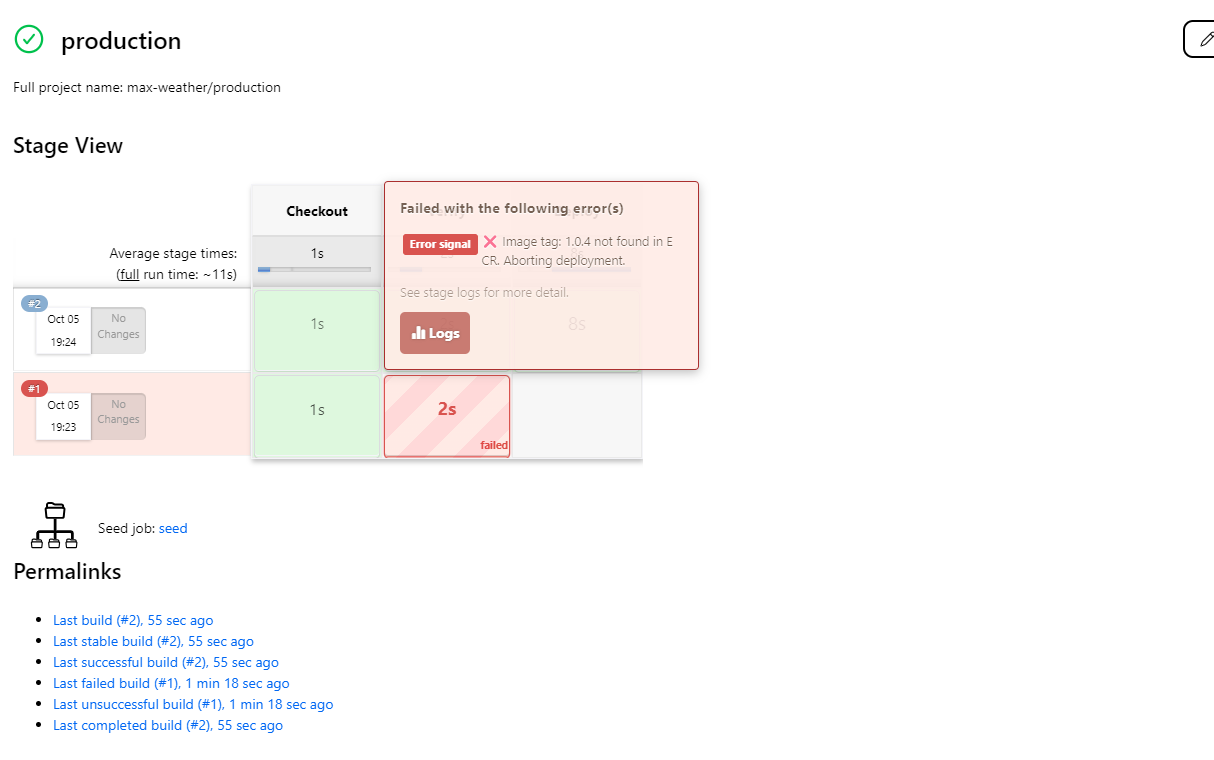 production
Full project name: max-weather/production
Stage View
Checkout
Average stage times:
(full run time: ~11s)
1s
#2
Oct 05
19:24
No
Changes
1s
8s
#1
Oct 05
19:23
No
Changes
1s
2s
failed
Failed with the following error(s)
Error signal ❌ Image tag: 1.0.4 not found in E
CR. Aborting deployment.
See stage logs for more detail.
Logs
Seed job: seed
Permalinks
Last build (#2), 55 sec ago
Last stable build (#2), 55 sec ago
Last successful build (#2), 55 sec ago
Last failed build (#1), 1 min 18 sec ago
Last unsuccessful build (#1), 1 min 18 sec ago
Last completed build (#2), 55 sec ago